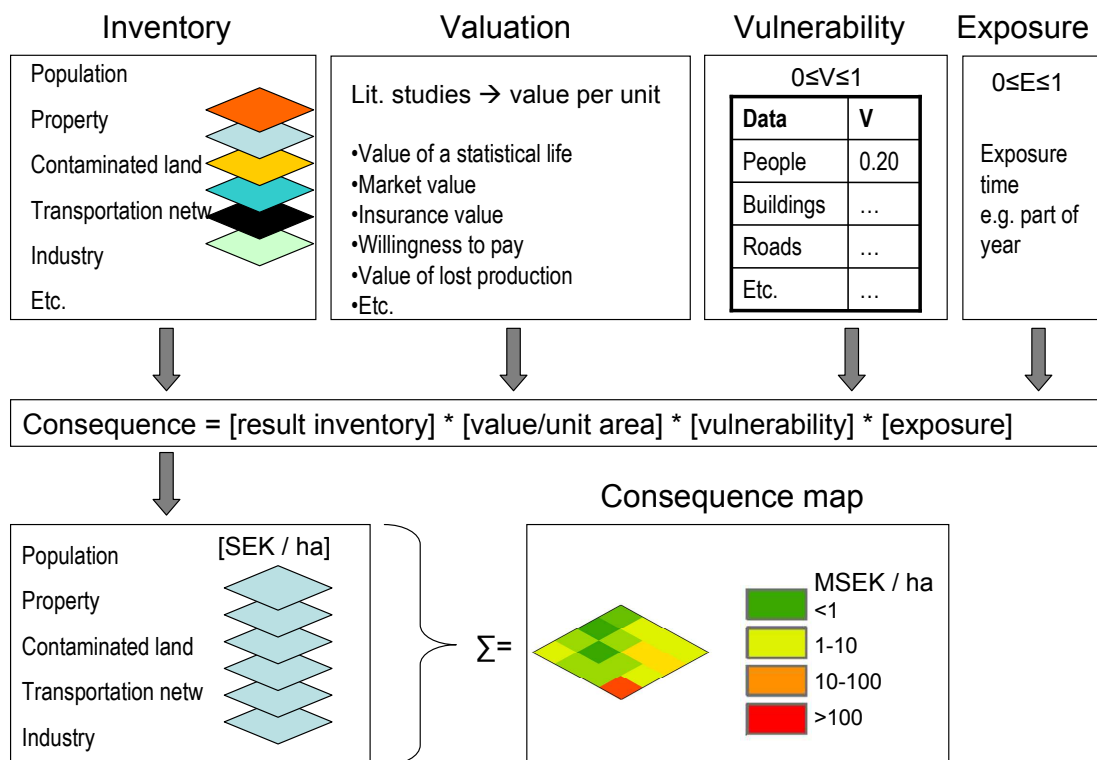 Inventory
Population
Property
Contaminated land
Transportation netw
Industry
Etc.
Valuation
Lit. studies → value per unit
•Value of a statistical life
•Market value
•Insurance value
•Willingness to pay
•Value of lost production
•Etc.
Vulnerability
0≤V≤1
Data V
People 0.20
Buildings …
Roads …
Etc. …
Exposure
0≤E≤1
Exposure
time
e.g. part of
year
Consequence = [result inventory] * [value/unit area] * [vulnerability] * [exposure]
[SEK / ha]
Population
Property
Contaminated land
Transportation netw
Industry
∑=
Consequence map
MSEK / ha
<1
1-10
10-100
>100